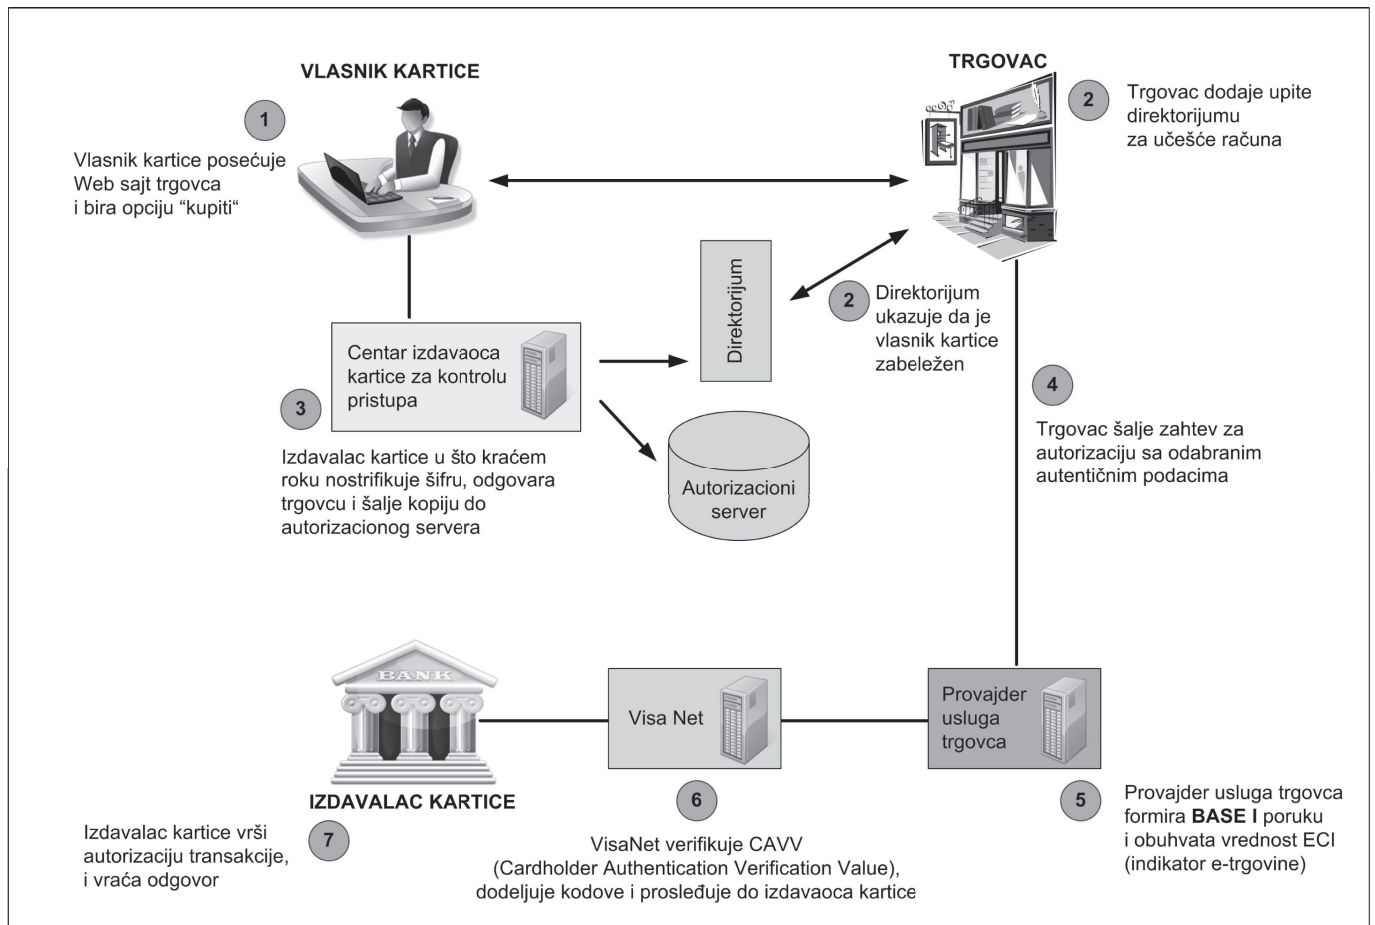 VLASNIK KARTICE
1
Vlasnik kartice posećuje
Web sajt trgovca
i bira opciju “kupiti“
TRGOVAC
2
Trgovac dodaje upite
direktorijumu
za učešće računa
Direktorijum
2
Direktorijum
ukazuje da je
vlasnik kartice
zabeležen
Centar izdavaoca
kartice za kontrolu
pristupa
3
Izdavalac kartice u što kraćem
roku nostrifikuje šifru, odgovara
trgovcu i šalje kopiju do
autorizacionog servera
Autorizacioni
server
4
Trgovac šalje zahtev za
autorizaciju sa odabranim
autentičnim podacima
Provajder
usluga
trgovca
5
Provajder usluga trgovca
formira BASE I poruku
i obuhvata vrednost ECI
(indikator e-trgovine)
Visa Net
6
VisaNet verifikuje CAVV
(Cardholder Authentication Verification Value),
dodeljuje kodove i prosleđuje do izdavaoca kartice
BANK
IZDAVALAC KARTICE
7
Izdavalac kartice vrši
autorizaciju transakcije,
i vraća odgovor